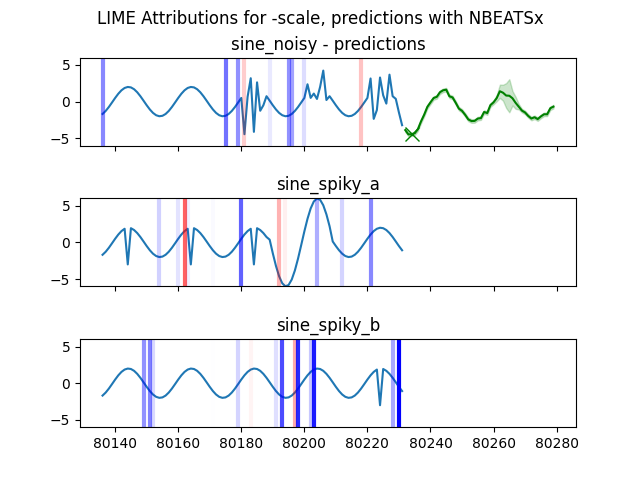 LIME Attributions for -scale, predictions with NBEATSx
sine_noisy - predictions
5
0
−5
sine_spiky_a
5
0
−5
sine_spiky_b
5
0
−5
80140 80160 80180 80200 80220 80240 80260 80280